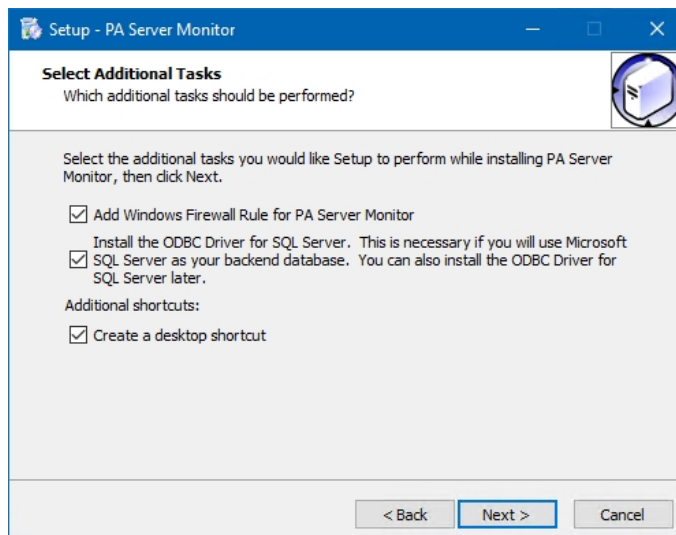 Setup - PA Server Monitor
Select Additional Tasks
Which additional tasks should be performed?
Select the additional tasks you would like Setup to perform while installing PA Server
Monitor, then click Next.
Add Windows Firewall Rule for PA Server Monitor
Install the ODBC Driver for SQL Server. This is necessary if you will use Microsoft
SQL Server as your backend database. You can also install the ODBC Driver for
SQL Server later.
Additional shortcuts:
Create a desktop shortcut
< Back
Next >
Cancel